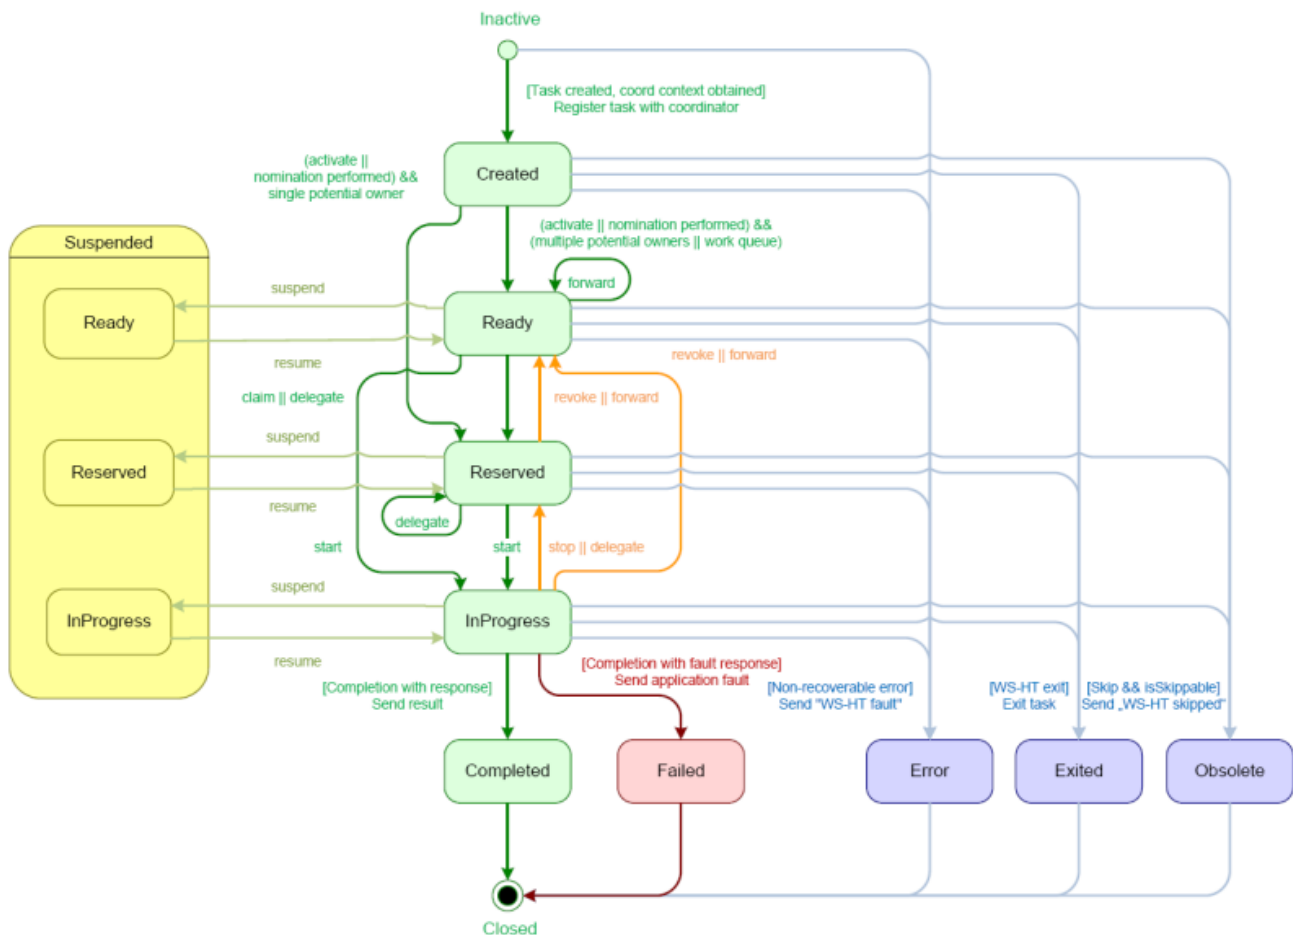 Inactive
[Task created, coord context obtained]
Register task with coordinator
(activate ||
nomination performed) &&
single potential owner
Created
(activate || nomination performed) &&
(multiple potential owners || work queue)
Suspended
forward
suspend
Ready
Ready
resume
revoke || forward
claim || delegate
revoke || forward
suspend
Reserved
Reserved
resume
delegate
start
start
stop || delegate
suspend
InProgress
InProgress
resume
[Completion with response]
Send result
[Completion with fault response]
Send application fault
[Non-recoverable error]
Send "WS-HT fault"
[WS-HT exit]
Exit task
[Skip && isSkippable]
Send „WS-HT skipped"
Completed
Failed
Error
Exited
Obsolete
Closed